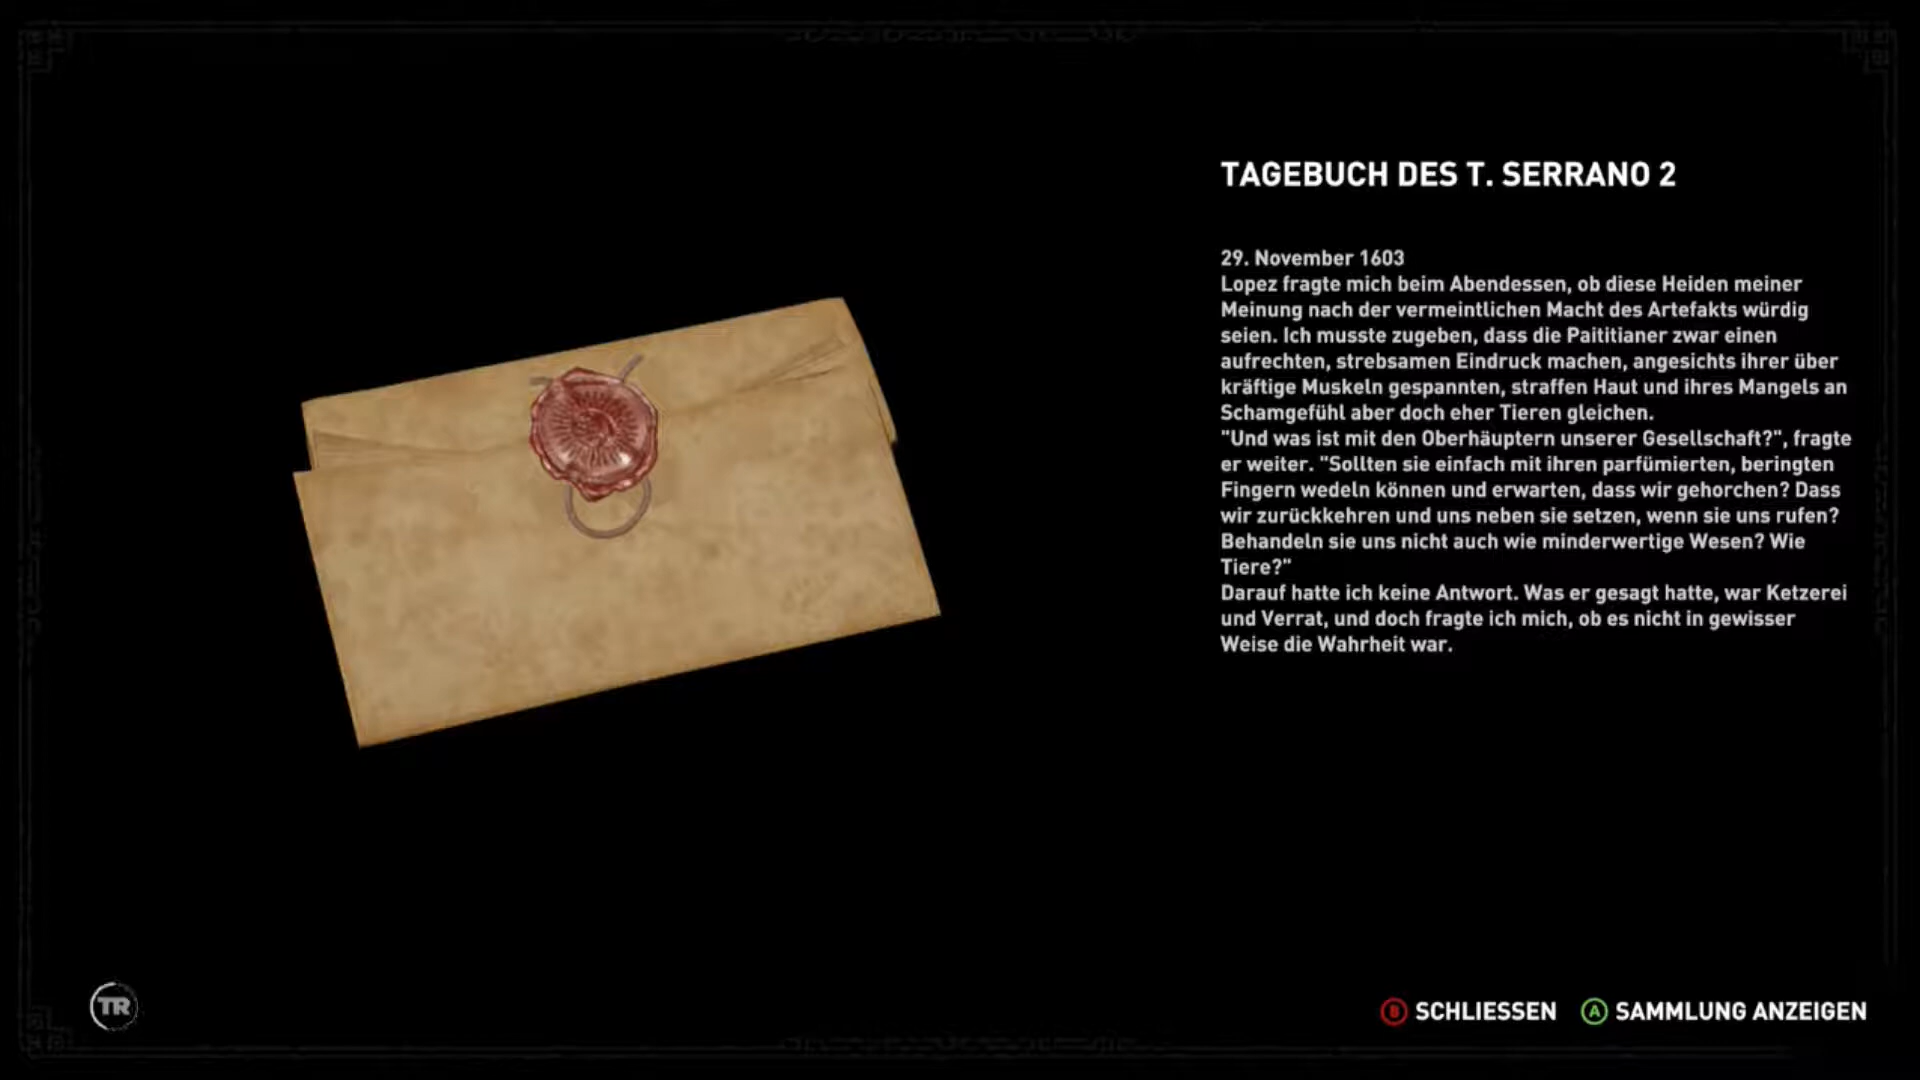 TAGEBUCH DES T. SERRANO 2
29. November 1603
Lopez fragte mich beim Abendessen, ob diese Heiden meiner
Meinung nach der vermeintlichen Macht des Artefakts würdig
seien. Ich musste zugeben, dass die Paititianer zwar einen
aufrechten, strebsamen Eindruck machen, angesichts ihrer über
kräftige Muskeln gespannten, straffen Haut und ihres Mangels an
Schamgefühl aber doch eher Tieren gleichen.
"Und was ist mit den Oberhäuptern unserer Gesellschaft?", fragte
er weiter. "Sollten sie einfach mit ihren parfümierten, beringten
Fingern wedeln können und erwarten, dass wir gehorchen? Dass
wir zurückkehren und uns neben sie setzen, wenn sie uns rufen?
Behandeln sie uns nicht auch wie minderwertige Wesen? Wie
Tiere?"
Darauf hatte ich keine Antwort. Was er gesagt hatte, war Ketzerei
und Verrat, und doch fragte ich mich, ob es nicht in gewisser
Weise die Wahrheit war.
TR
B SCHLIESSEN A SAMMLUNG ANZEIGEN